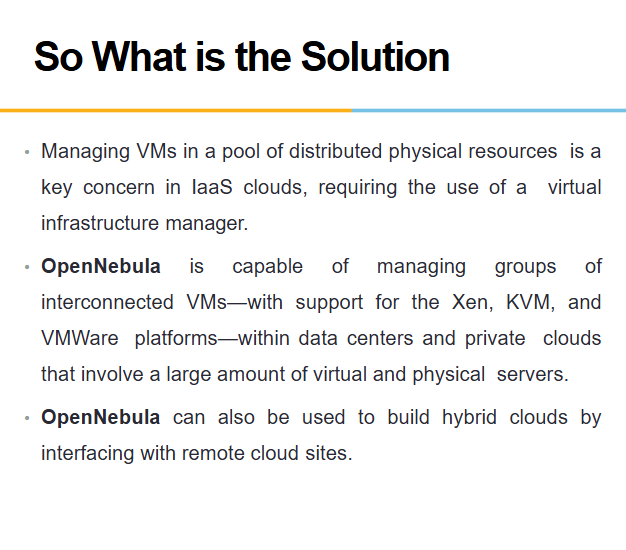 So What is the Solution
• Managing VMs in a pool of distributed physical resources is a
key concern in IaaS clouds, requiring the use of a virtual
infrastructure manager.
• OpenNebula is capable of managing groups of
interconnected VMs—with support for the Xen, KVM, and
VMWare platforms—within data centers and private clouds
that involve a large amount of virtual and physical servers.
• OpenNebula can also be used to build hybrid clouds by
interfacing with remote cloud sites.